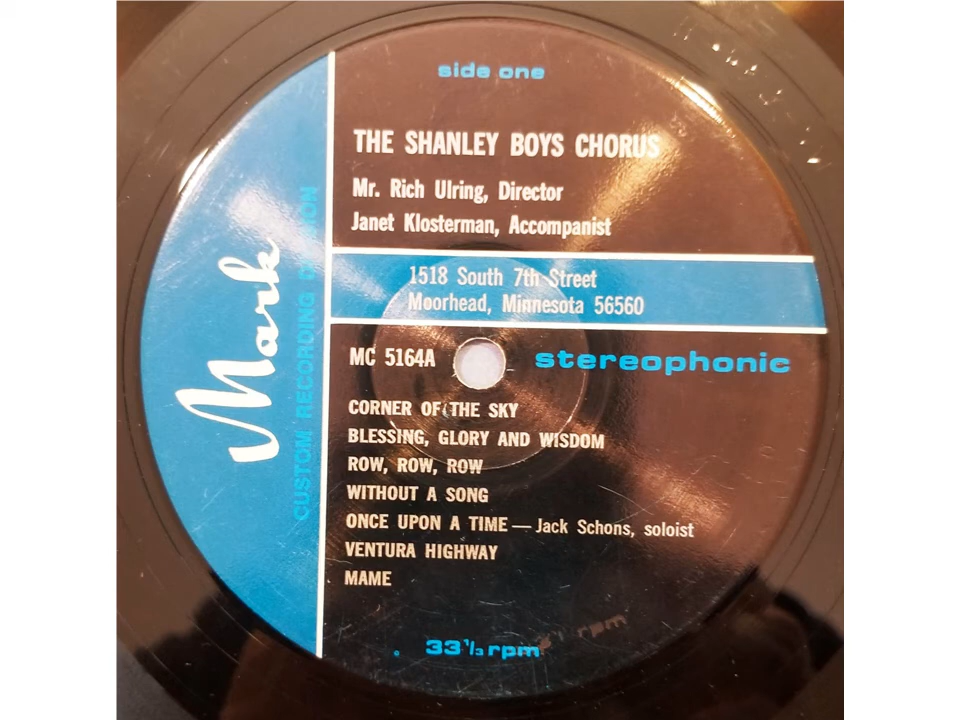 side one
THE SHANLEY BOYS CHORUS
Mr. Rich Ulring, Director
Janet Klosterman, Accompanist
1518 South 7th Street
Moorhead, Minnesota 56560
Mark
CUSTOM RECORDING DIVISION
MC 5164A
stereophonic
CORNER OF THE SKY
BLESSING, GLORY AND WISDOM
ROW, ROW, ROW
WITHOUT A SONG
ONCE UPON A TIME — Jack Schons, soloist
VENTURA HIGHWAY
MAME
33⅓ rpm